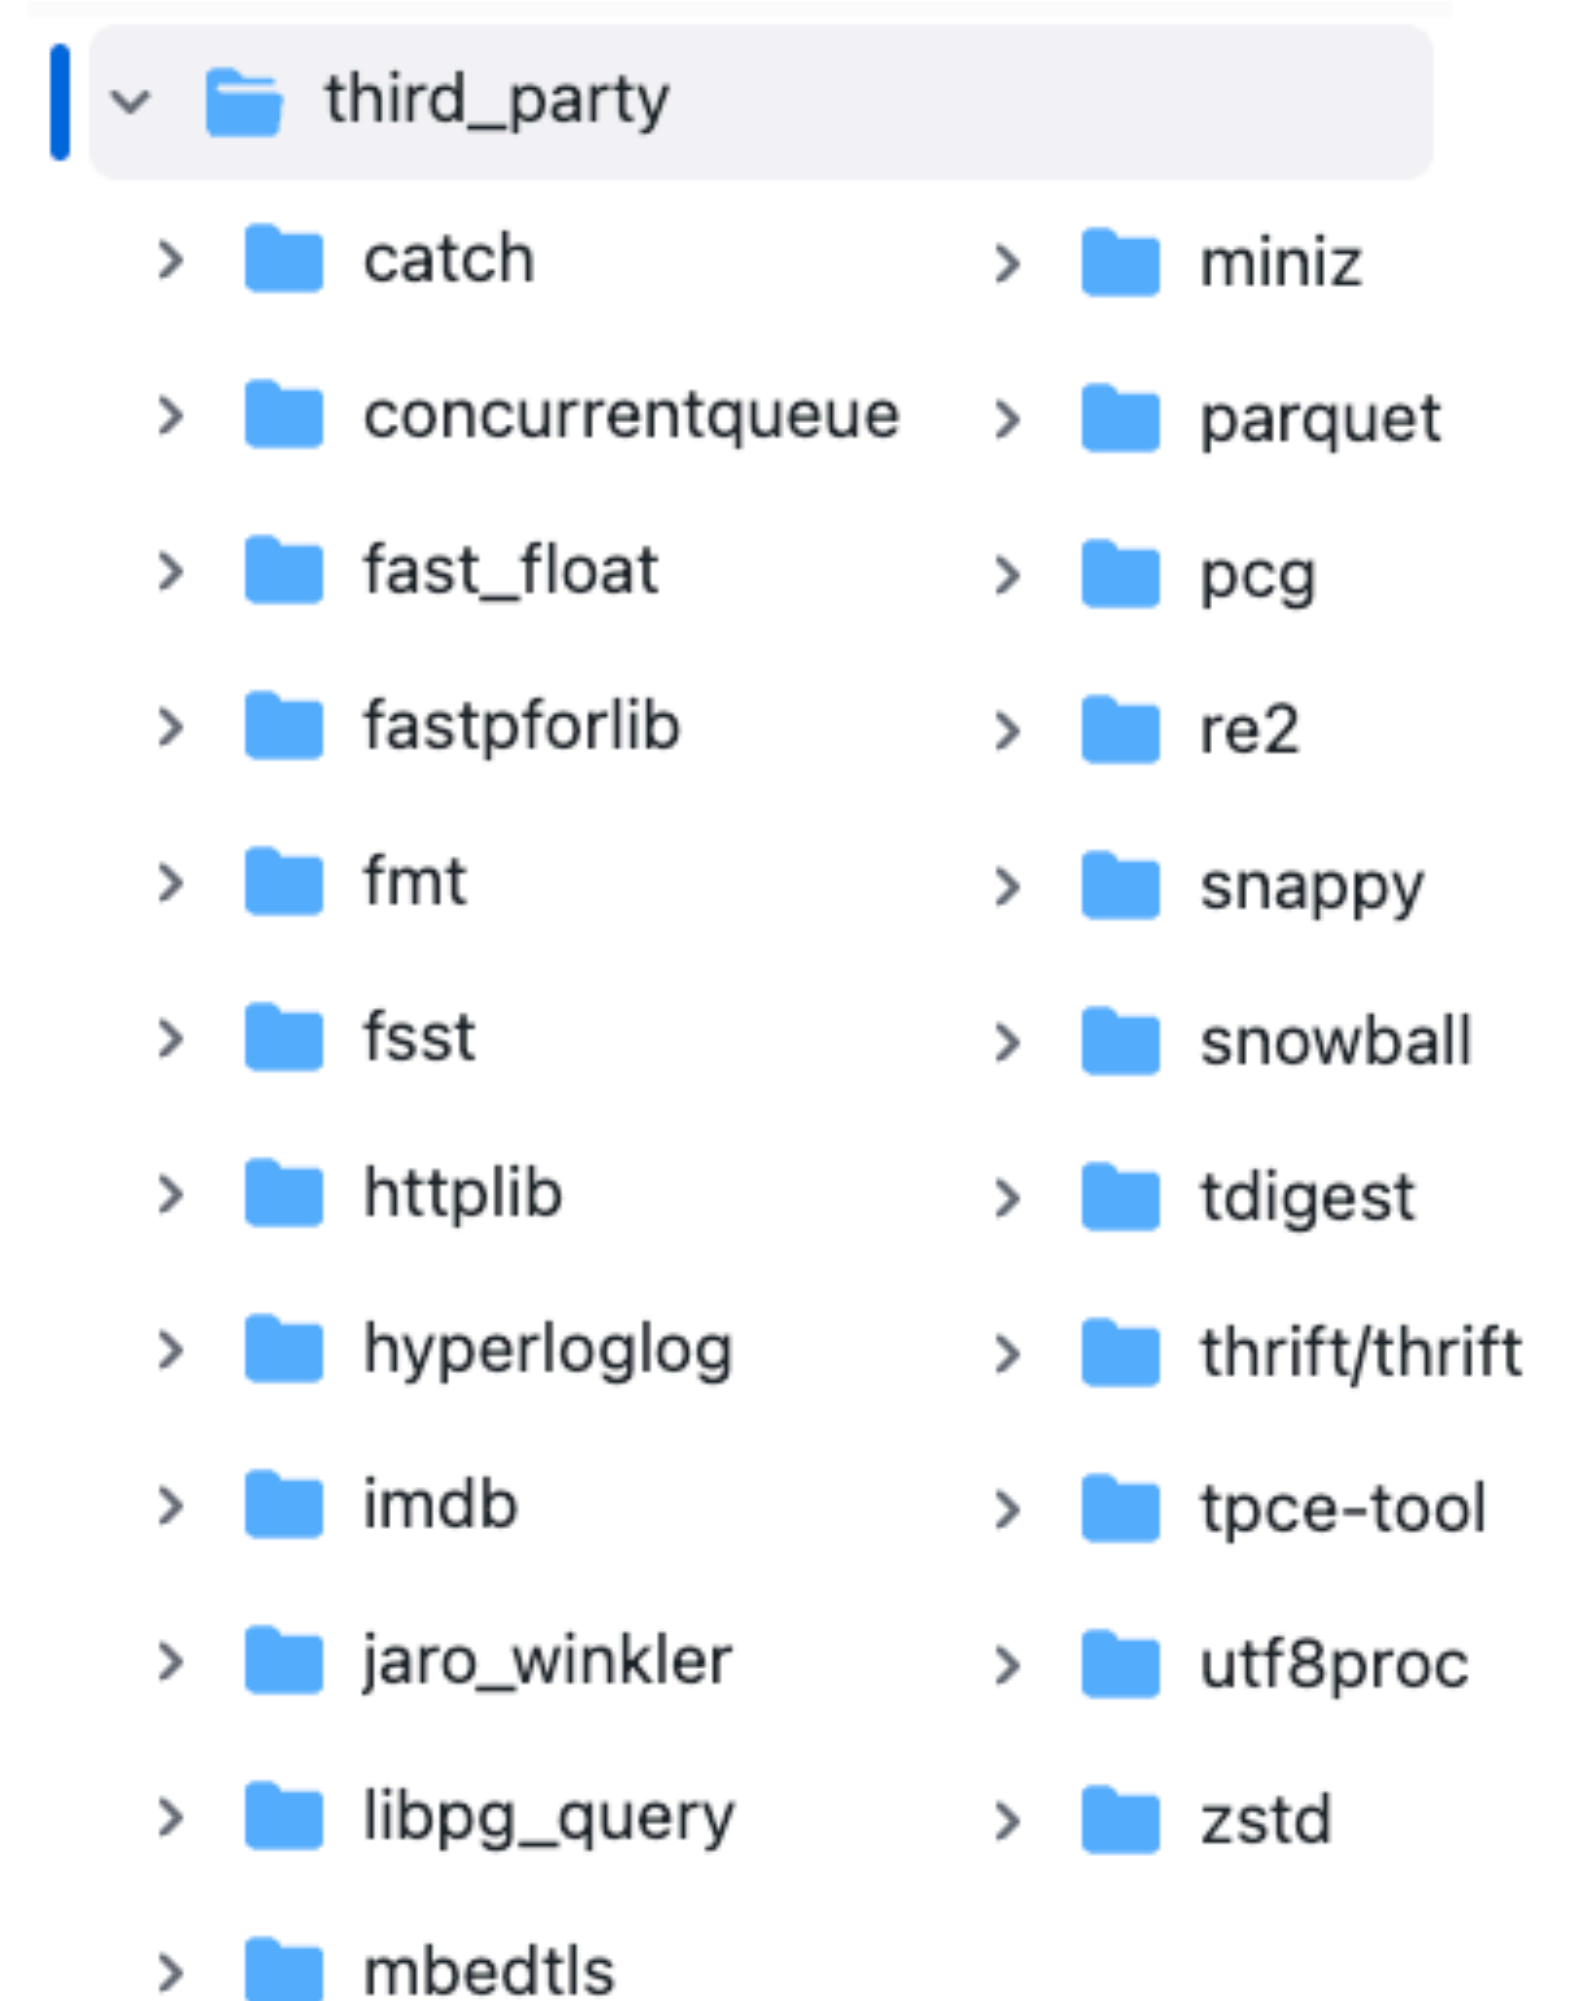 third_party
catch
concurrentqueue
fast_float
fastpforlib
fmt
fsst
httplib
hyperloglog
imdb
jaro_winkler
libpg_query
mbedtls
miniz
parquet
pcg
re2
snappy
snowball
tdigest
thrift/thrift
tpce-tool
utf8proc
zstd